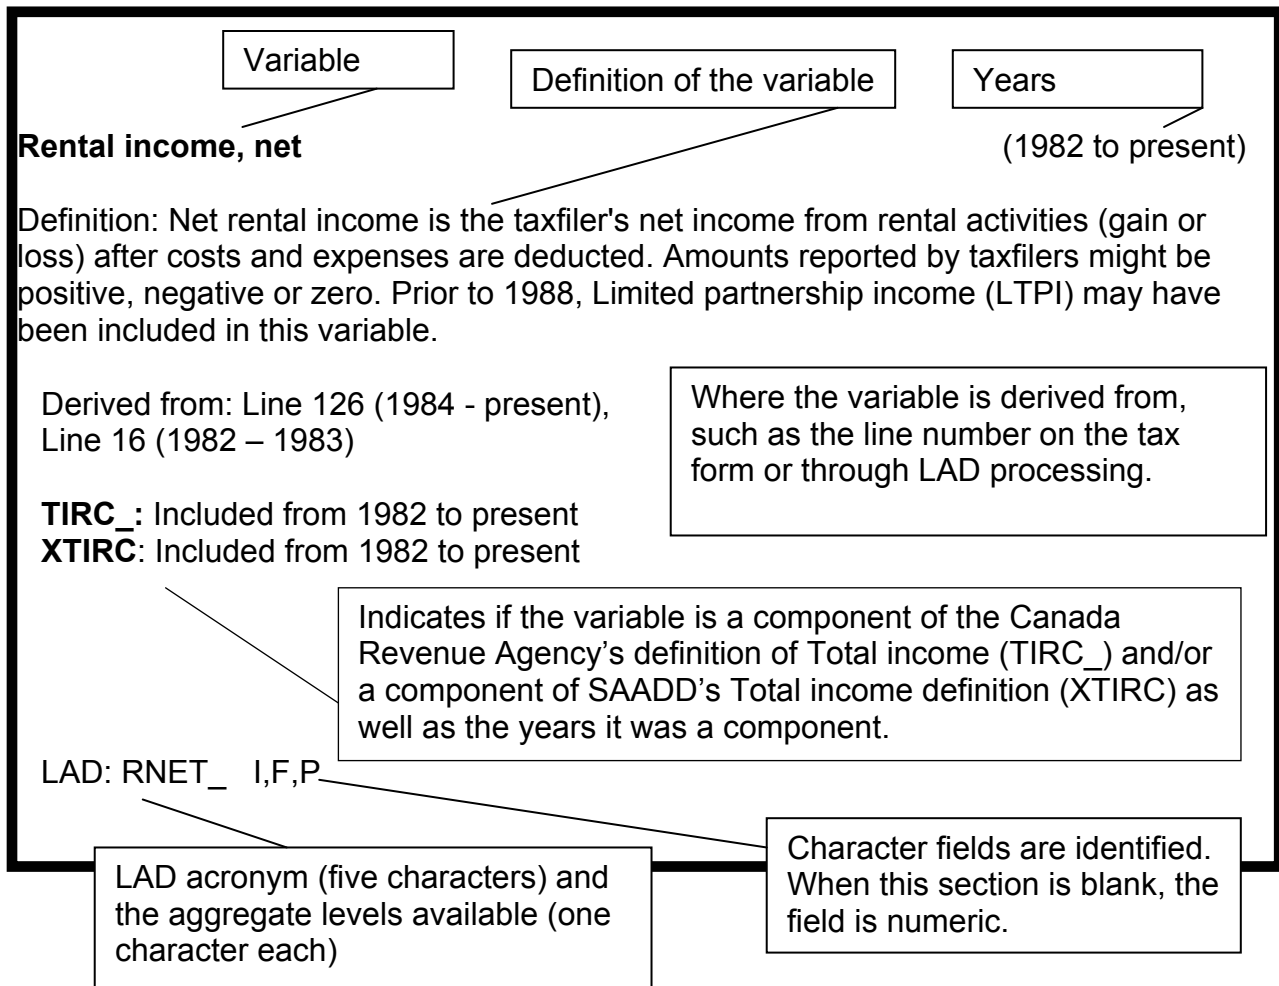 Variable
Definition of the variable
Years
Rental income, net
(1982 to present)
Definition: Net rental income is the taxfiler's net income from rental activities (gain or
loss) after costs and expenses are deducted. Amounts reported by taxfilers might be
positive, negative or zero. Prior to 1988, Limited partnership income (LTPI) may have
been included in this variable.
Derived from: Line 126 (1984 - present),
Line 16 (1982 – 1983)
Where the variable is derived from,
such as the line number on the tax
form or through LAD processing.
TIRC_: Included from 1982 to present
XTIRC: Included from 1982 to present
Indicates if the variable is a component of the Canada
Revenue Agency’s definition of Total income (TIRC_) and/or
a component of SAADD’s Total income definition (XTIRC) as
well as the years it was a component.
LAD: RNET_ I,F,P
LAD acronym (five characters) and
the aggregate levels available (one
character each)
Character fields are identified.
When this section is blank, the
field is numeric.